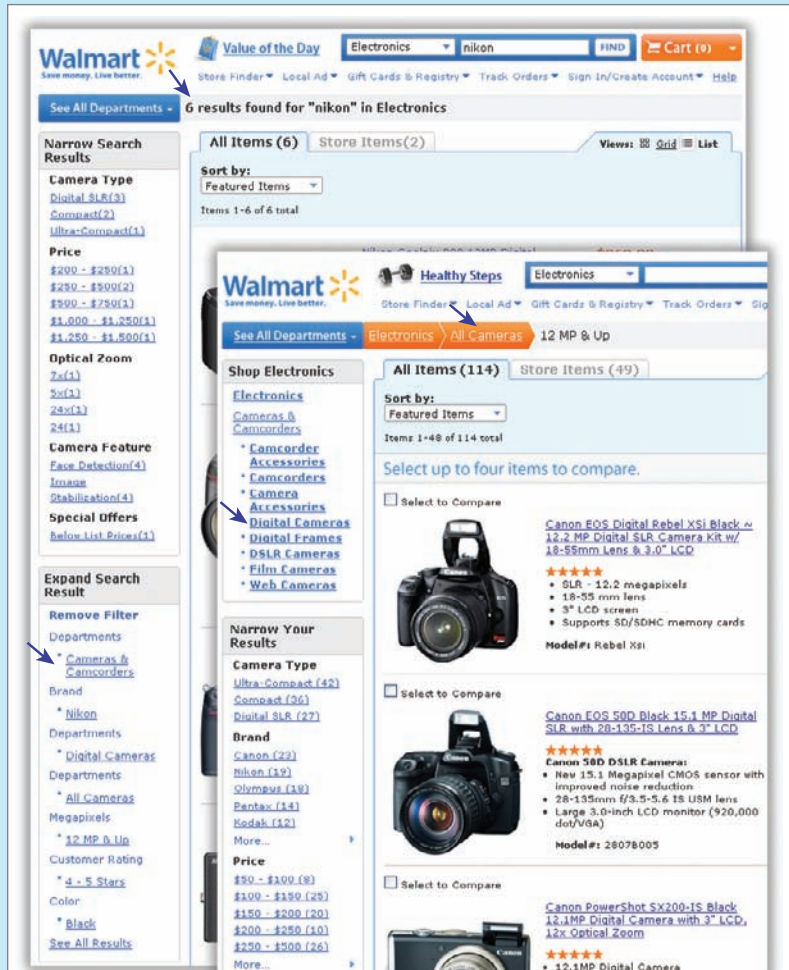 Walmart
Save money. Live better.
Value of the Day
Electronics
nikon
FIND
Cart (0)
Store Finder Local Ad Gift Cards & Registry Track Orders Sign In/Create Account Help
See All Departments
6 results found for "nikon" in Electronics
Narrow Search
Results
Camera Type
Digital SLR(3)
Compact(2)
Ultra-Compact(1)
Price
$200 - $250(1)
$250 - $500(2)
$500 - $750(1)
$1,000 - $1,250(1)
$1,250 - $1,500(1)
Optical Zoom
7x(1)
5x(1)
24x(1)
24(1)
Camera Feature
Face Detection(4)
Image
Stabilization(4)
Special Offers
Below List Prices(1)
Expand Search
Result
Remove Filter
Departments
* Cameras &
Camcorders
Brand
* Nikon
Departments
* Digital Cameras
Departments
* All Cameras
Megapixels
* 12 MP & Up
Customer Rating
* 4 - 5 Stars
Color
* Black
See All Results
All Items (6)
Store Items(2)
Views: Grid List
Sort by:
Featured Items
Items 1-6 of 6 total
Walmart
Save money. Live better.
Healthy Steps
Electronics
Store Finder Local Ad Gift Cards & Registry Track Orders
See All Departments
Electronics
All Cameras
12 MP & Up
Shop Electronics
Electronics
Cameras &
Camcorders
* Camcorder
Accessories
* Camcorders
* Camera
Accessories
* Digital Cameras
* Digital Frames
* DSLR Cameras
* Film Cameras
* Web Cameras
Narrow Your
Results
Camera Type
Ultra-Compact (42)
Compact (36)
Digital SLR (27)
Brand
Canon (23)
Nikon (19)
Olympus (18)
Pentax (14)
Kodak (12)
More...
Price
$50 - $100 (8)
$100 - $150 (25)
$150 - $200 (20)
$200 - $250 (10)
$250 - $500 (26)
More...
All Items (114)
Store Items (49)
Sort by:
Featured Items
Items 1-48 of 114 total
Select up to four items to compare.
Select to Compare
Canon EOS Digital Rebel XSi Black ~
12.2 MP Digital SLR Camera Kit w/
18-55mm Lens & 3.0" LCD
• SLR - 12.2 megapixels
• 18-55 mm lens
• 3" LCD screen
• Supports SD/SDHC memory cards
Model#: Rebel Xsi
Select to Compare
Canon EOS 50D Black 15.1 MP Digital
SLR with 28-135-IS Lens & 3" LCD
Canon 50D DSLR Camera:
• New 15.1 Megapixel CMOS sensor with
improved noise reduction
• 28-135mm f/3.5-5.6 IS USM lens
• Large 3.0-inch LCD monitor (920,000
dot/VGA)
Model#: 2807B005
Select to Compare
Canon PowerShot SX200-IS Black
12.1MP Digital Camera with 3" LCD,
12x Optical Zoom
• 12.1MP Digital Camera